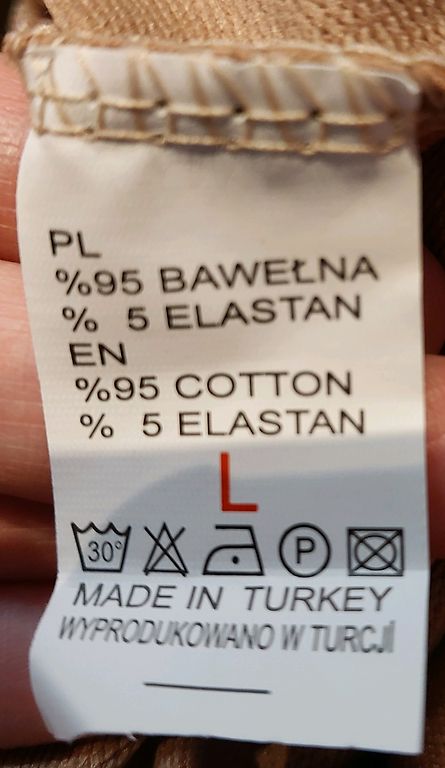 PL
%95 BAWEŁNA
% 5 ELASTAN
EN
%95 COTTON
% 5 ELASTAN
L
30° P
MADE IN TURKEY
WYPRODUKOWANO W TURCJI